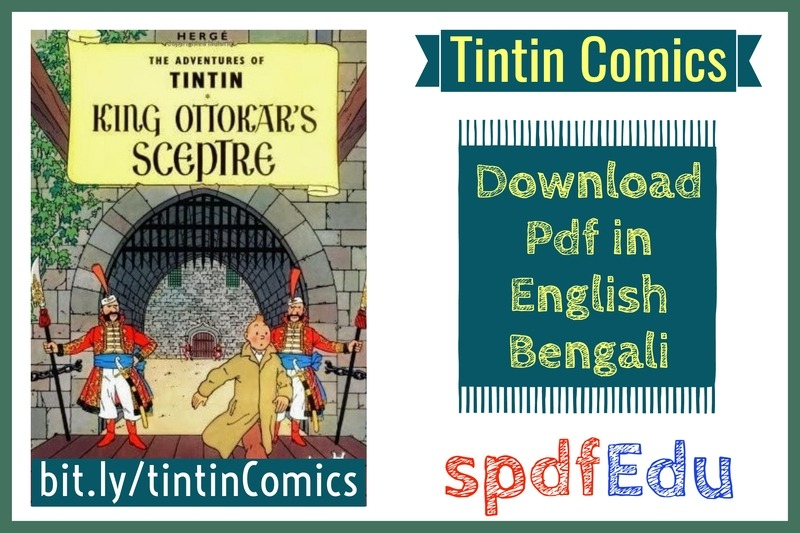 HERGÉ
THE ADVENTURES OF
TINTIN
KING OTTOKAR'S
SCEPTRE
bit.ly/tintinComics
Tintin Comics
Download
Pdf in
English
Bengali
spdfEdu